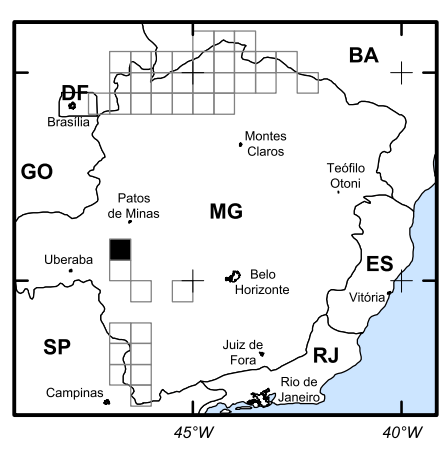 BA
DF
Brasília
Montes
Claros
GO
Teófilo
Otoni
Patos
de Minas
MG
Uberaba
ES
Belo
Horizonte
Vitória
SP
Juiz de
Fora
RJ
Campinas
Rio de
Janeiro
45°W
40°W